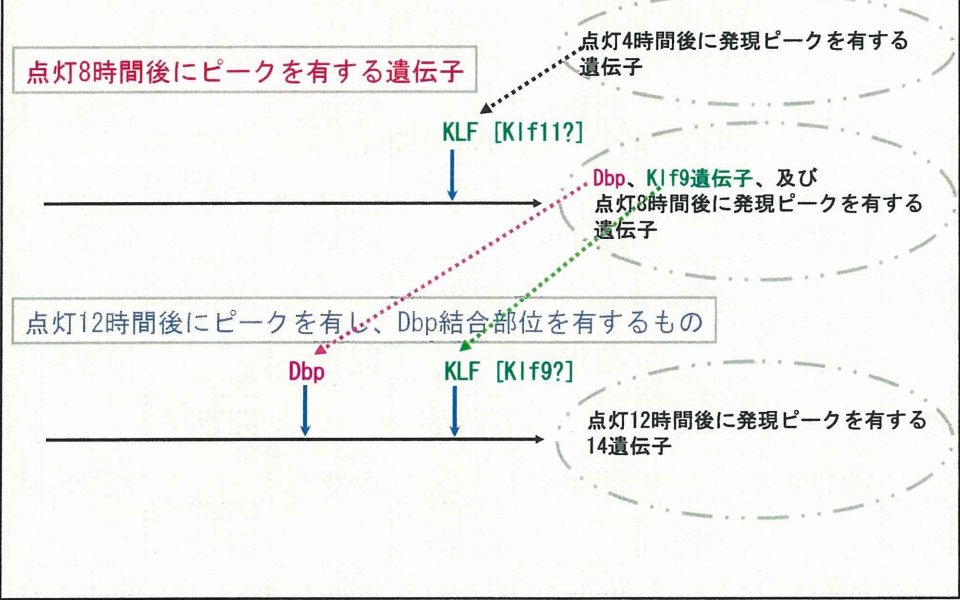 点灯4時間後に発現ピークを有する
遺伝子
点灯8時間後にピークを有する遺伝子
KLF [Klf11?]
Dbp、Klf9遺伝子、及び
点灯8時間後に発現ピークを有する
遺伝子
点灯12時間後にピークを有し、Dbp結合部位を有するもの
Dbp
KLF [Klf9?]
点灯12時間後に発現ピークを有する
14遺伝子